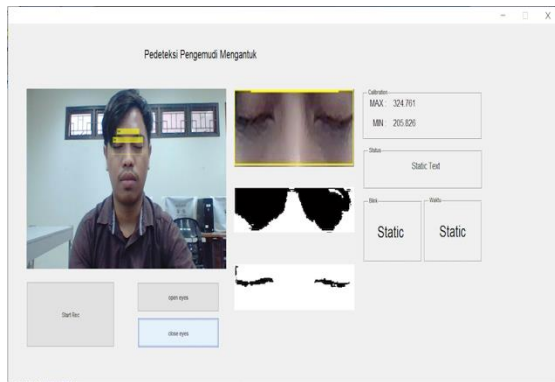 Pedeteksi Pengemudi Mengantuk
Calibration
MAX : 324.761
MIN : 205.826
Status
Static Text
Blink
Waktu
Static
Static
Start Rec
open eyes
close eyes